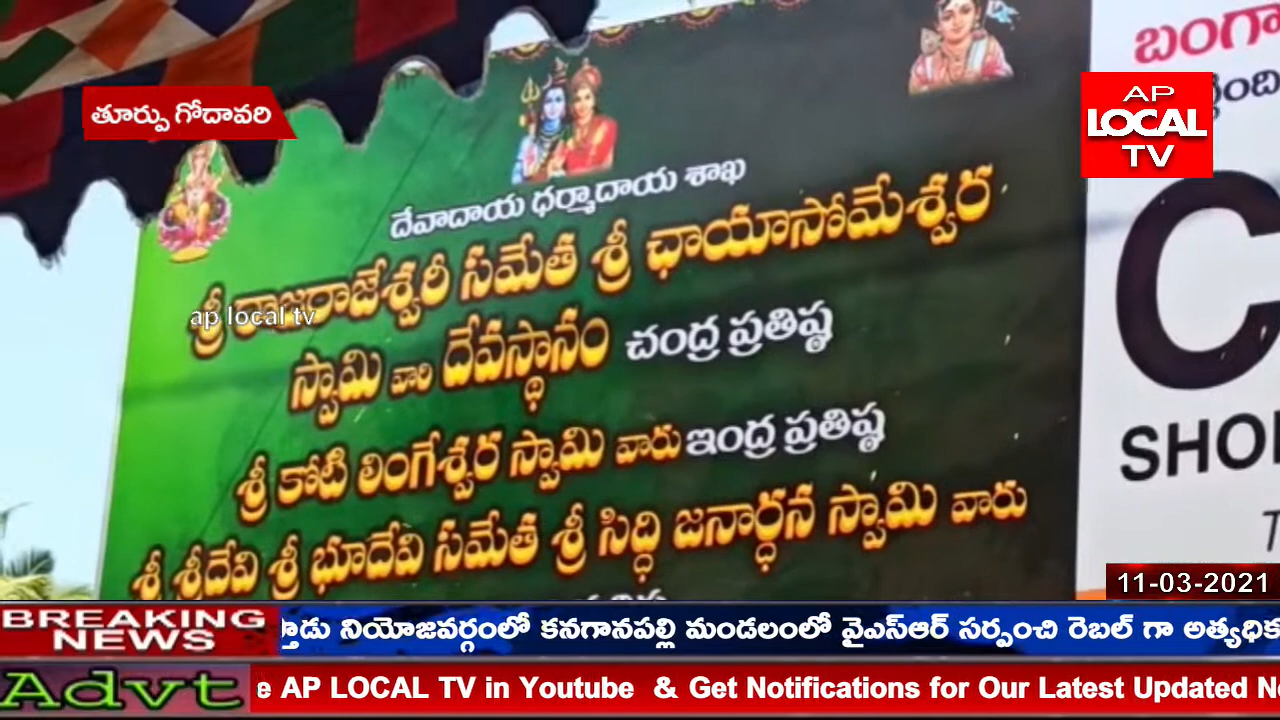 తూర్పు గోదావరి
AP
LOCAL
TV
బంగా
దేవాదాయ ధర్మాదాయ శాఖ
శ్రీ రాజరాజేశ్వరీ సమేత శ్రీ ఛాయాసోమేశ్వర
ap local tv
స్వామి వారి దేవస్థానం చంద్ర ప్రతిష్ఠ
శ్రీ కోటి లింగేశ్వర స్వామి వారు ఇంద్ర ప్రతిష్ఠ
శ్రీ శ్రీదేవి శ్రీ భూదేవి సమేత శ్రీ సిద్ధి జనార్ధన స్వామి వారు
C
SHO
T
11-03-2021
BREAKING
NEWS
నియోజవర్గంలో కనగానపల్లి మండలంలో వైఎస్ఆర్ సర్పంచి రెబల్ గా అత్యధిక
Advt
e AP LOCAL TV in Youtube & Get Notifications for Our Latest Updated N